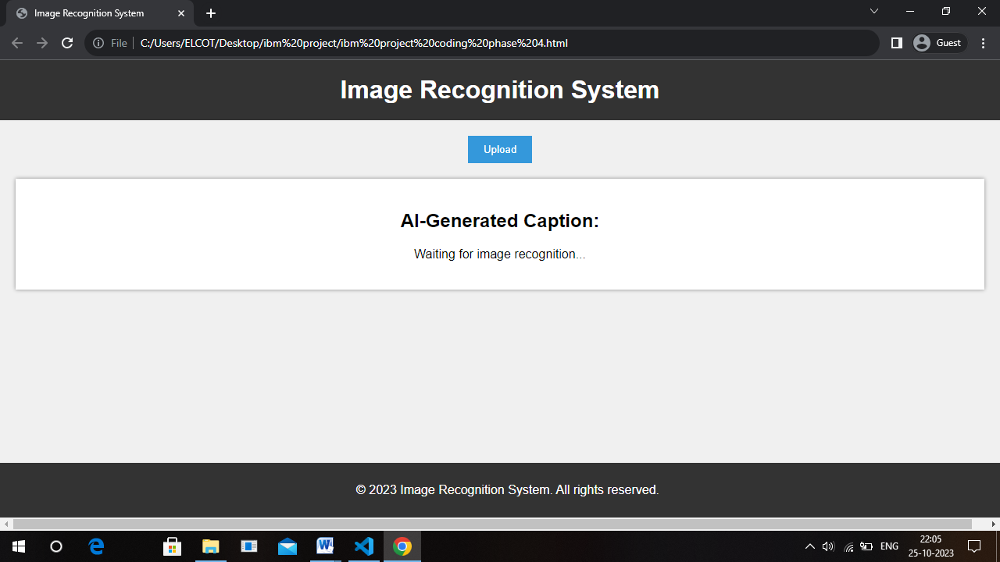 Image Recognition System
File
C:/Users/ELCOT/Desktop/ibm%20project/ibm%20project%20coding%20phase%204.html
Guest
Image Recognition System
Upload
AI-Generated Caption:
Waiting for image recognition...
© 2023 Image Recognition System. All rights reserved.
ENG
22:05
25-10-2023